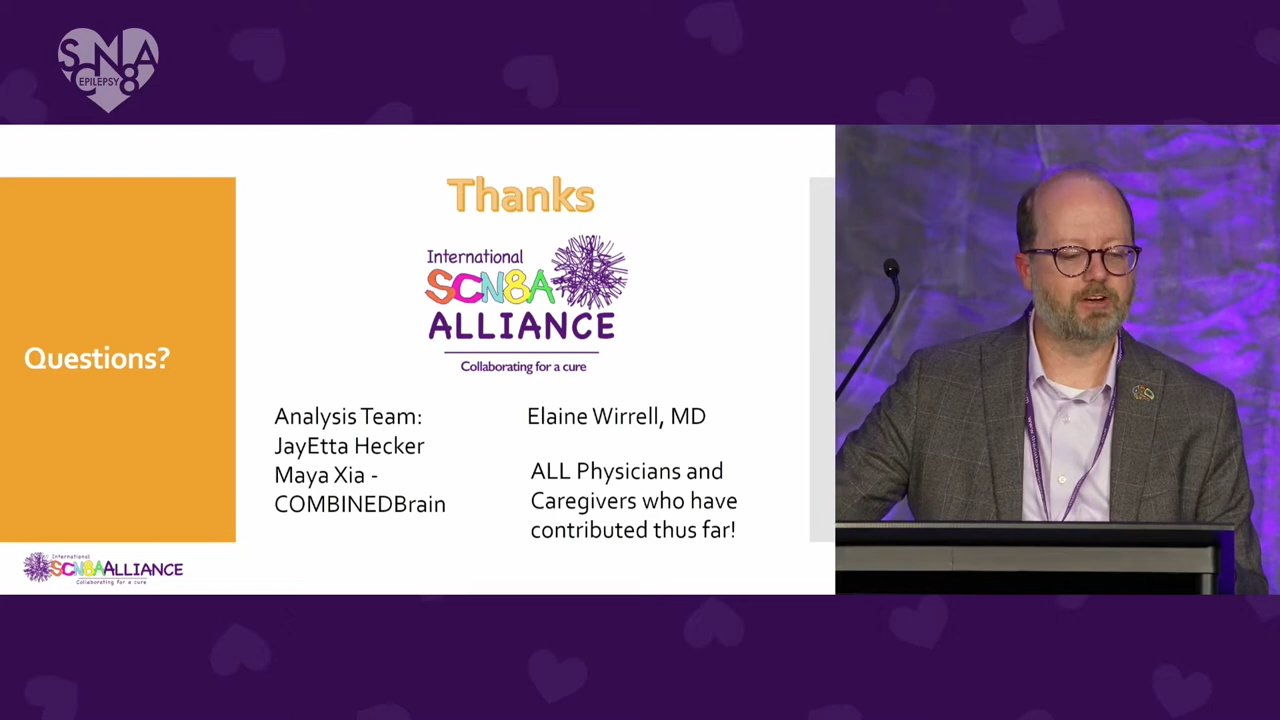 SCN8A
EPILEPSY
Thanks
International
SCN8A
ALLIANCE
Collaborating for a cure
Questions?
Analysis Team:
JayEtta Hecker
Maya Xia -
COMBINEDBrain
Elaine Wirrell, MD
ALL Physicians and
Caregivers who have
contributed thus far!
International
SCN8AALLIANCE
Collaborating for a cure